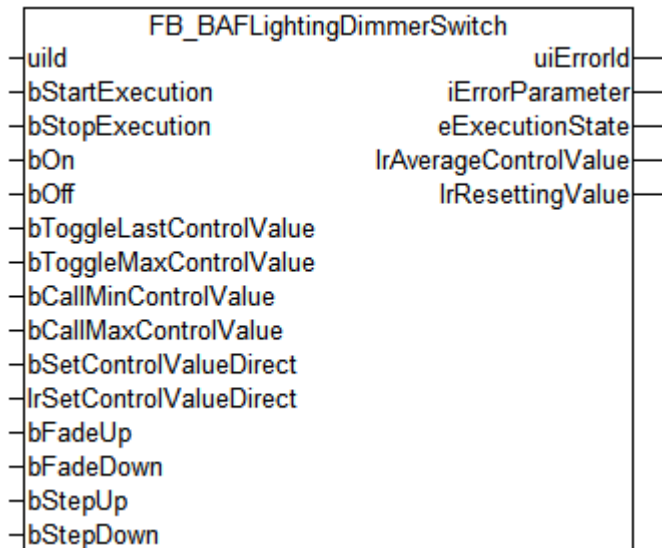 FB_BAFLightingDimmerSwitch
uiId uiErrorId
bStartExecution iErrorParameter
bStopExecution eExecutionState
bOn lrAverageControlValue
bOff lrResettingValue
bToggleLastControlValue
bToggleMaxControlValue
bCallMinControlValue
bCallMaxControlValue
bSetControlValueDirect
lrSetControlValueDirect
bFadeUp
bFadeDown
bStepUp
bStepDown